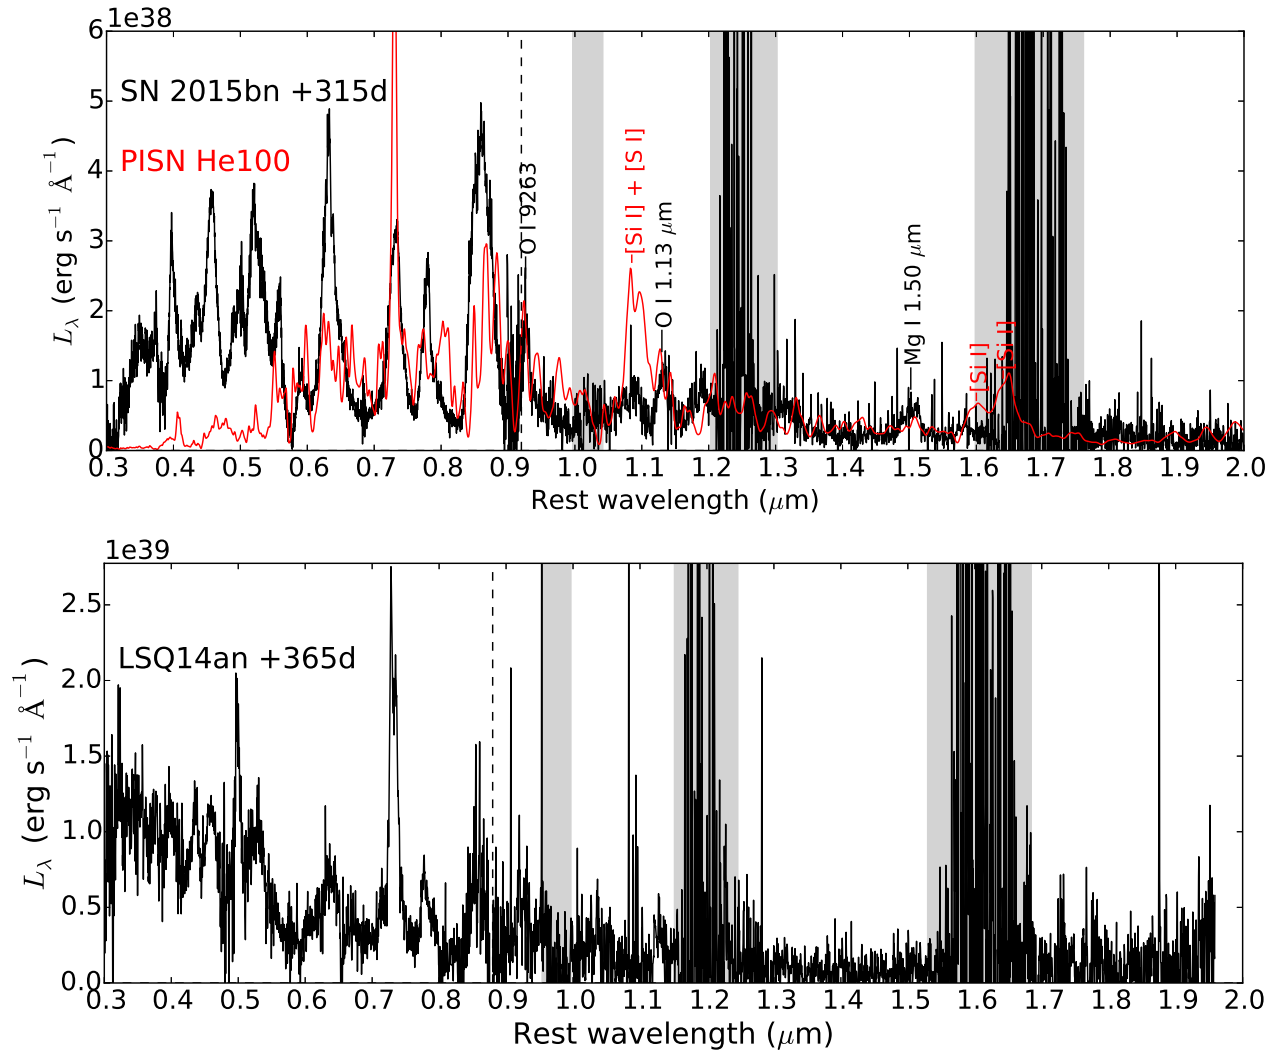 1e38
SN 2015bn +315d
PISN He100
O I 9263
[Si I] + [S I]
O I 1.13 μm
Mg I 1.50 μm
[Si I]
[Si I]
6
5
4
3
2
1
0
L_λ (erg s⁻¹ Å⁻¹)
0.3 0.4 0.5 0.6 0.7 0.8 0.9 1.0 1.1 1.2 1.3 1.4 1.5 1.6 1.7 1.8 1.9 2.0
Rest wavelength (μm)
1e39
LSQ14an +365d
2.5
2.0
1.5
1.0
0.5
0.0
L_λ (erg s⁻¹ Å⁻¹)
0.3 0.4 0.5 0.6 0.7 0.8 0.9 1.0 1.1 1.2 1.3 1.4 1.5 1.6 1.7 1.8 1.9 2.0
Rest wavelength (μm)